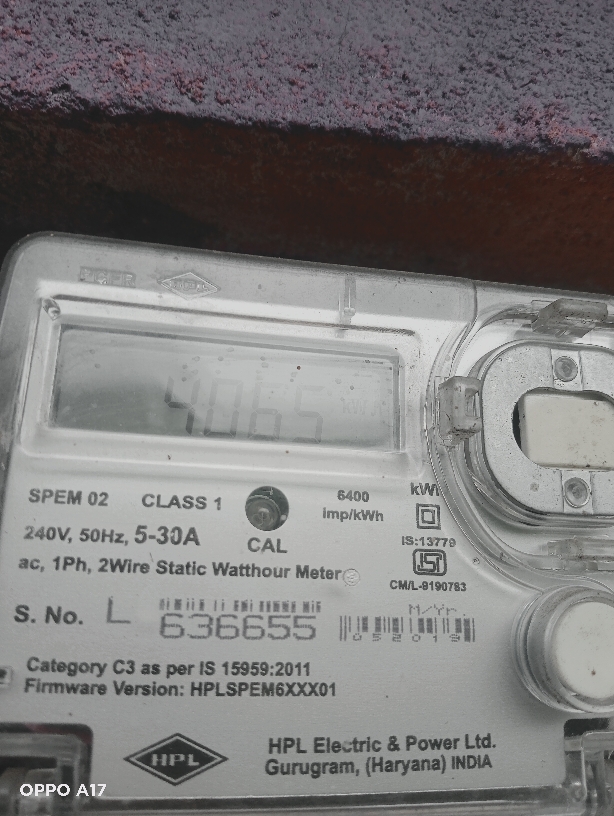 4065
SPEM 02 CLASS 1 6400 imp/kWh
240V, 50Hz, 5-30A CAL IS:13779
ac, 1Ph, 2Wire Static Watthour Meter CM/L-9190763
M/Yr.
S. No. L 636655 052019
Category C3 as per IS 15959:2011
Firmware Version: HPLSPEM6XXX01
HPL HPL Electric & Power Ltd.
Gurugram, (Haryana) INDIA
OPPO A17